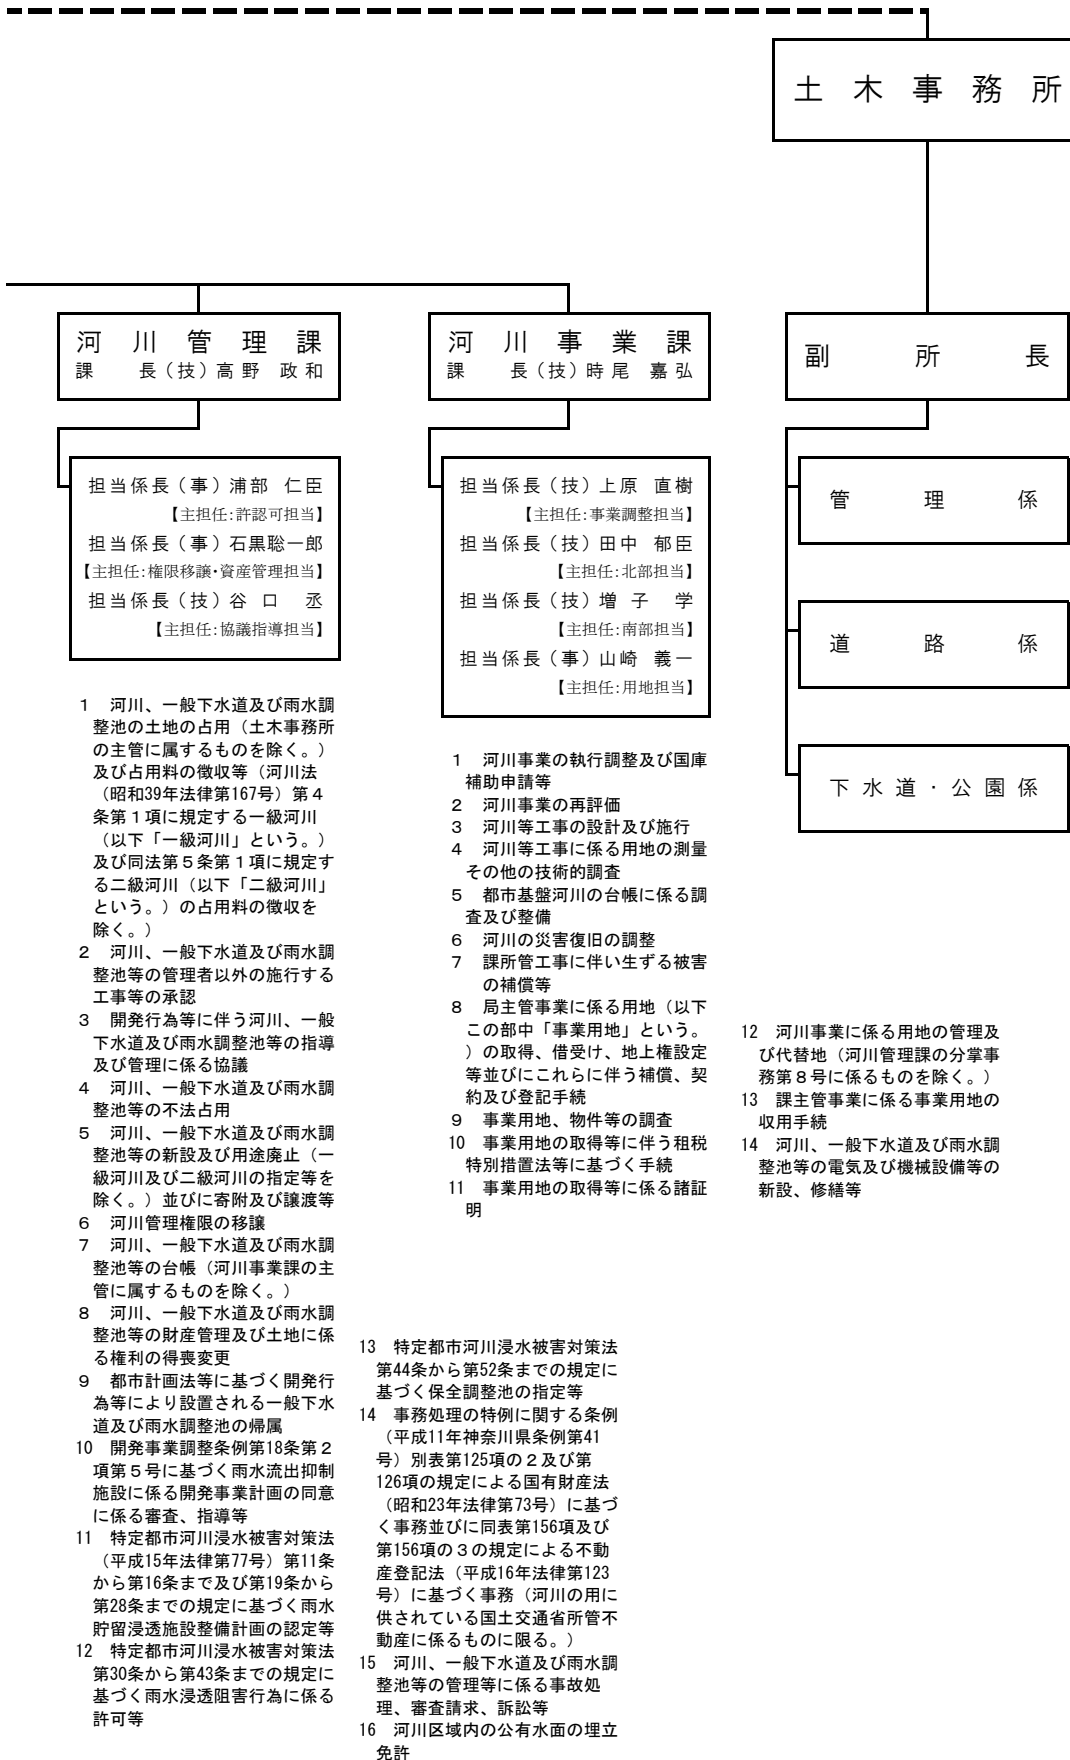 土木事務所
河川管理課
課長(技)高野 政和
担当係長(事)浦部 仁臣
【主担任:許認可担当】
担当係長(事)石黒聡一郎
【主担任:権限移譲・資産管理担当】
担当係長(技)谷口 丞
【主担任:協議指導担当】
1 河川、一般下水道及び雨水調
整池の土地の占用(土木事務所
の主管に属するものを除く。)
及び占用料の徴収等(河川法
(昭和39年法律第167号)第4
条第1項に規定する一級河川
(以下「一級河川」という。)
及び同法第5条第1項に規定す
る二級河川(以下「二級河川」
という。)の占用料の徴収を
除く。)
2 河川、一般下水道及び雨水調
整池等の管理者以外の施行する
工事等の承認
3 開発行為等に伴う河川、一般
下水道及び雨水調整池等の指導
及び管理に係る協議
4 河川、一般下水道及び雨水調
整池等の不法占用
5 河川、一般下水道及び雨水調
整池等の新設及び用途廃止(一
級河川及び二級河川の指定等を
除く。)並びに寄附及び譲渡等
6 河川管理権限の移譲
7 河川、一般下水道及び雨水調
整池等の台帳(河川事業課の主
管に属するものを除く。)
8 河川、一般下水道及び雨水調
整池等の財産管理及び土地に係
る権利の得喪変更
9 都市計画法等に基づく開発行
為等により設置される一般下水
道及び雨水調整池の帰属
10 開発事業調整条例第18条第2
項第5号に基づく雨水流出抑制
施設に係る開発事業計画の同意
に係る審査、指導等
11 特定都市河川浸水被害対策法
(平成15年法律第77号)第11条
から第16条まで及び第19条から
第28条までの規定に基づく雨水
貯留浸透施設整備計画の認定等
12 特定都市河川浸水被害対策法
第30条から第43条までの規定に
基づく雨水浸透阻害行為に係る
許可等
13 特定都市河川浸水被害対策法
第44条から第52条までの規定に
基づく保全調整池の指定等
14 事務処理の特例に関する条例
(平成11年神奈川県条例第41
号)別表第125項の2及び第
126項の規定による国有財産法
(昭和23年法律第73号)に基づ
く事務並びに同表第156項及び
第156項の3の規定による不動
産登記法(平成16年法律第123
号)に基づく事務(河川の用に
供されている国土交通省所管不
動産に係るものに限る。)
15 河川、一般下水道及び雨水調
整池等の管理等に係る事故処
理、審査請求、訴訟等
16 河川区域内の公有水面の埋立
免許
河川事業課
課長(技)時尾 嘉弘
担当係長(技)上原 直樹
【主担任:事業調整担当】
担当係長(技)田中 郁臣
【主担任:北部担当】
担当係長(技)増子 学
【主担任:南部担当】
担当係長(事)山崎 義一
【主担任:用地担当】
1 河川事業の執行調整及び国庫
補助申請等
2 河川事業の再評価
3 河川等工事の設計及び施行
4 河川等工事に係る用地の測量
その他の技術的調査
5 都市基盤河川の台帳に係る調
査及び整備
6 河川の災害復旧の調整
7 課所管工事に伴い生ずる被害
の補償等
8 局主管事業に係る用地(以下
この部中「事業用地」という。
)の取得、借受け、地上権設定
等並びにこれらに伴う補償、契
約及び登記手続
9 事業用地、物件等の調査
10 事業用地の取得等に伴う租税
特別措置法等に基づく手続
11 事業用地の取得等に係る諸証
明
12 河川事業に係る用地の管理及
び代替地(河川管理課の分掌事
務第8号に係るものを除く。)
13 課主管事業に係る事業用地の
収用手続
14 河川、一般下水道及び雨水調
整池等の電気及び機械設備等の
新設、修繕等
副所長
管理係
道路係
下水道・公園係